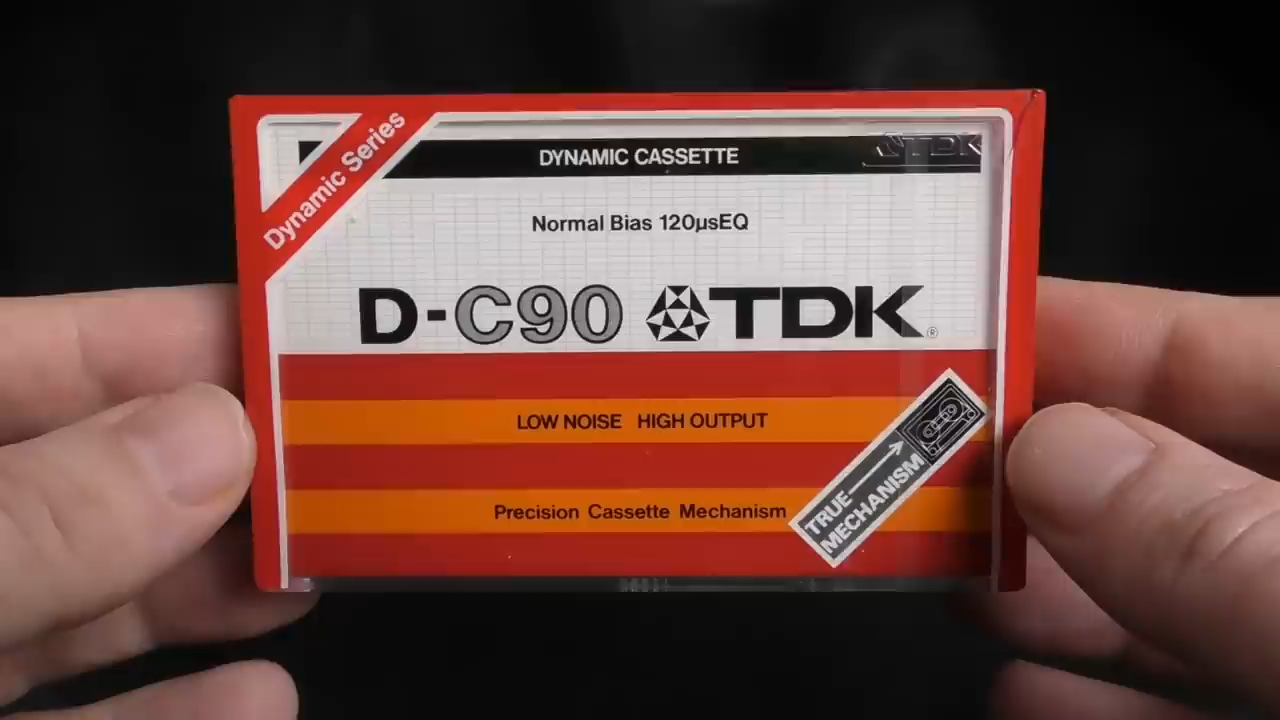 Dynamic Series
DYNAMIC CASSETTE
TDK
Normal Bias 120µsEQ
D-C90 TDK®
LOW NOISE HIGH OUTPUT
Precision Cassette Mechanism
TRUE
MECHANISM